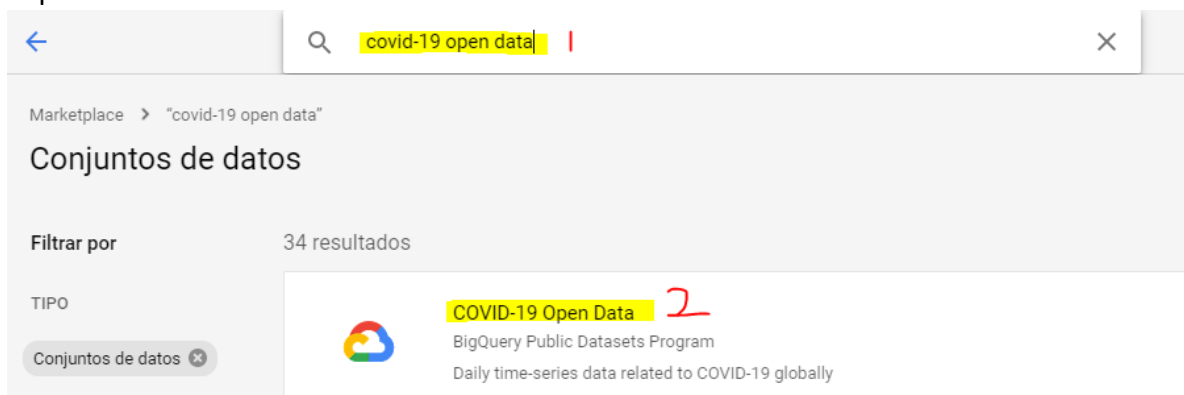 covid-19 open data 1
Marketplace > "covid-19 open data"
Conjuntos de datos
Filtrar por
34 resultados
TIPO
COVID-19 Open Data 2
BigQuery Public Datasets Program
Conjuntos de datos
Daily time-series data related to COVID-19 globally